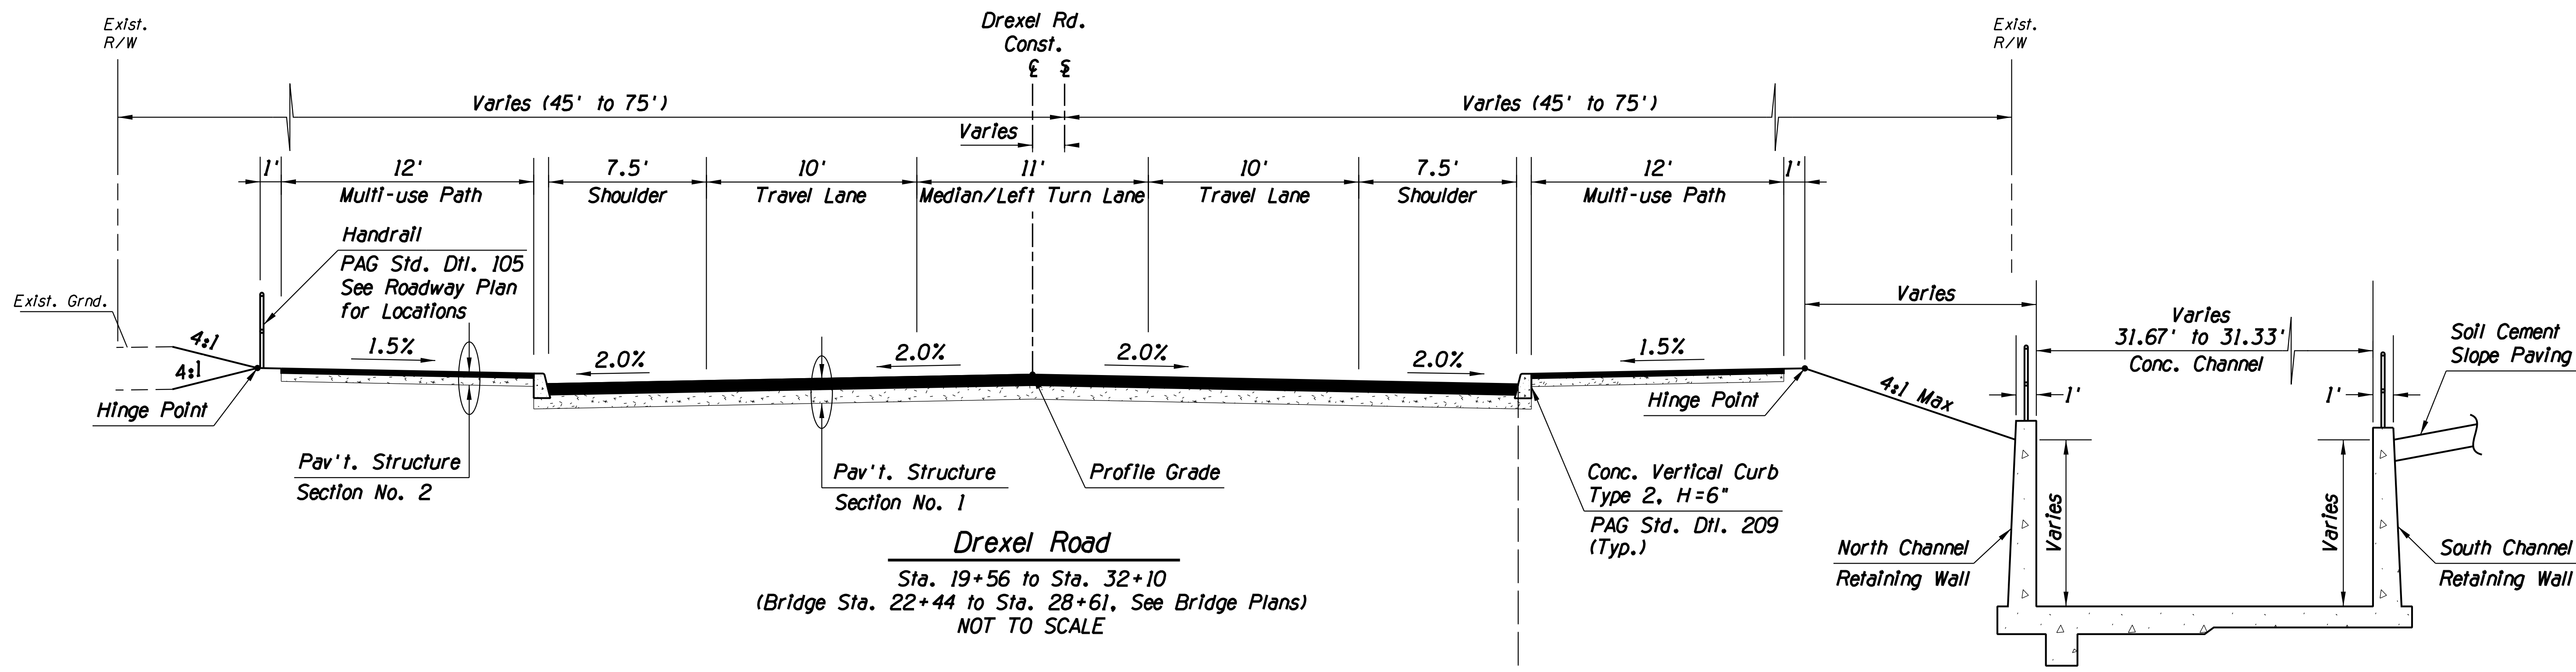 Exist.
R/W
Drexel Rd.
Const.
℄ S℄
Exist.
R/W
Varies (45' to 75')
Varies (45' to 75')
Varies
1'
12'
7.5'
10'
11'
10'
7.5'
12'
1'
Multi-use Path
Shoulder
Travel Lane
Median/Left Turn Lane
Travel Lane
Shoulder
Multi-use Path
Handrail
PAG Std. Dtl. 105
See Roadway Plan
for Locations
Exist. Grnd.
4:1
4:1
1.5%
2.0%
2.0%
2.0%
2.0%
1.5%
Varies
Varies
31.67' to 31.33'
Conc. Channel
Soil Cement
Slope Paving
Hinge Point
Hinge Point
4:1 Max
1'
1'
Pav't. Structure
Section No. 2
Pav't. Structure
Section No. 1
Profile Grade
Conc. Vertical Curb
Type 2, H=6"
PAG Std. Dtl. 209
(Typ.)
Varies
Varies
North Channel
Retaining Wall
South Channel
Retaining Wall
Drexel Road
Sta. 19+56 to Sta. 32+10
(Bridge Sta. 22+44 to Sta. 28+61, See Bridge Plans)
NOT TO SCALE